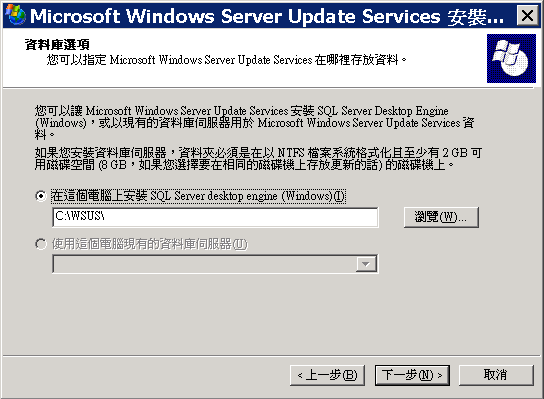 Microsoft Windows Server Update Services 安裝...
資料庫選項
您可以指定 Microsoft Windows Server Update Services 在哪裡存放資料。
您可以讓 Microsoft Windows Server Update Services 安裝 SQL Server Desktop Engine
(Windows)，或以現有的資料庫伺服器用於 Microsoft Windows Server Update Services 資
料。
如果您安裝資料庫伺服器，資料夾必須是在以 NTFS 檔案系統格式化且至少有 2 GB 可
用磁碟空間 (8 GB，如果您選擇要在相同的磁碟機上存放更新的話) 的磁碟機上。
在這個電腦上安裝 SQL Server desktop engine (Windows)(I)
C:\WSUS\
瀏覽(W)...
使用這個電腦現有的資料庫伺服器(U)
< 上一步(B)
下一步(N) >
取消